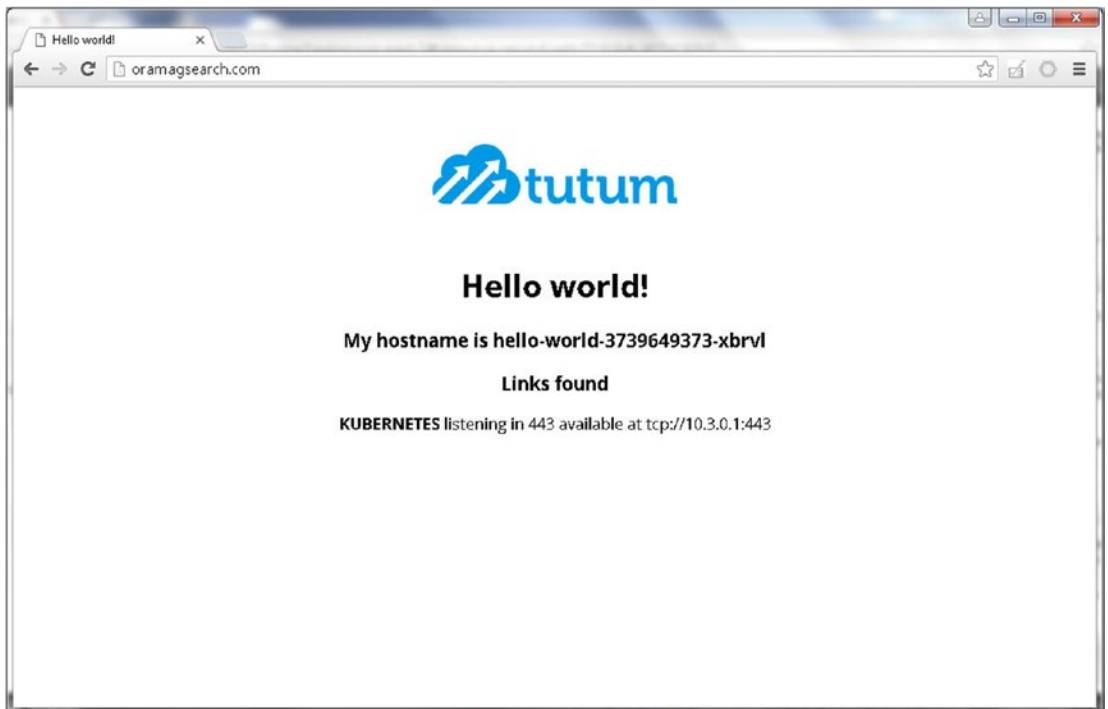 Hello world!
oramagsearch.com
tutum
Hello world!
My hostname is hello-world-3739649373-xbrvl
Links found
KUBERNETES listening in 443 available at tcp://10.3.0.1:443